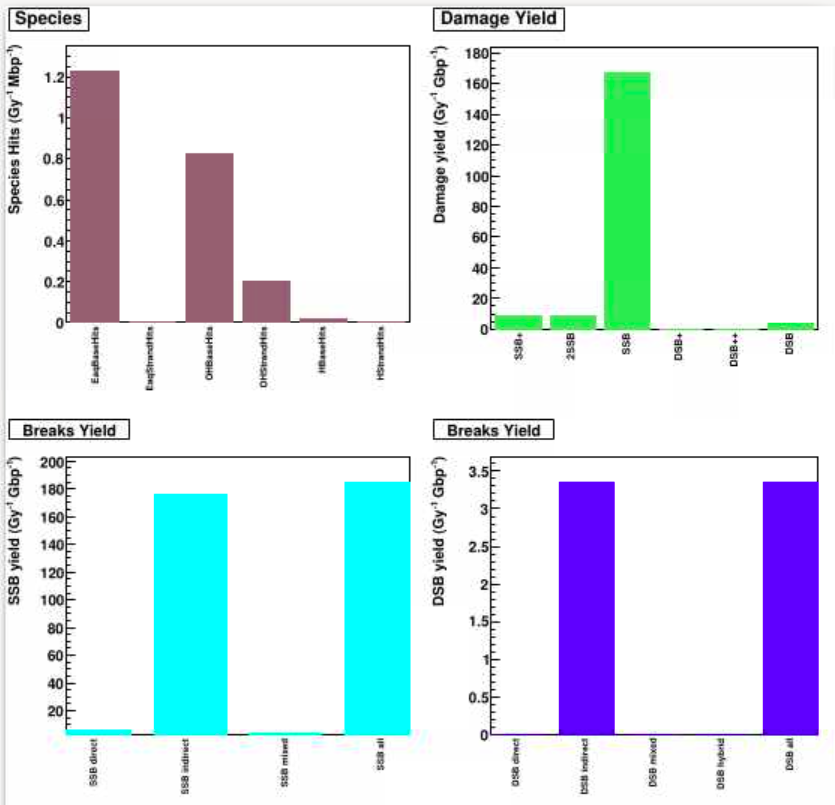 Species
Species Hits (Gy⁻¹ Mbp⁻¹)
1.2
1
0.8
0.6
0.4
0.2
0
EaqBaseHits
EaqStrandHits
OHBaseHits
OHStrandHits
HBaseHits
HStrandHits
Damage Yield
Damage yield (Gy⁻¹ Gbp⁻¹)
180
160
140
120
100
80
60
40
20
0
SSB+
2SSB
SSB
DSB+
DSB++
DSB
Breaks Yield
SSB yield (Gy⁻¹ Gbp⁻¹)
200
180
160
140
120
100
80
60
40
20
SSB direct
SSB indirect
SSB mixed
SSB all
Breaks Yield
DSB yield (Gy⁻¹ Gbp⁻¹)
3.5
3
2.5
2
1.5
1
0.5
0
DSB direct
DSB indirect
DSB mixed
DSB hybrid
DSB all